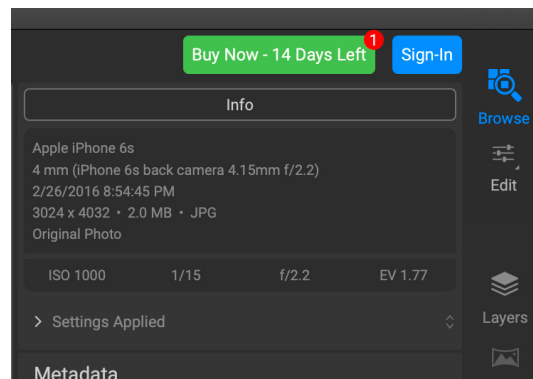 Buy Now - 14 Days Left
1
Sign-In
Info
Browse
Apple iPhone 6s
4 mm (iPhone 6s back camera 4.15mm f/2.2)
2/26/2016 8:54:45 PM
Edit
3024 x 4032 • 2.0 MB • JPG
Original Photo
ISO 1000 1/15 f/2.2 EV 1.77
Settings Applied
Layers
Metadata